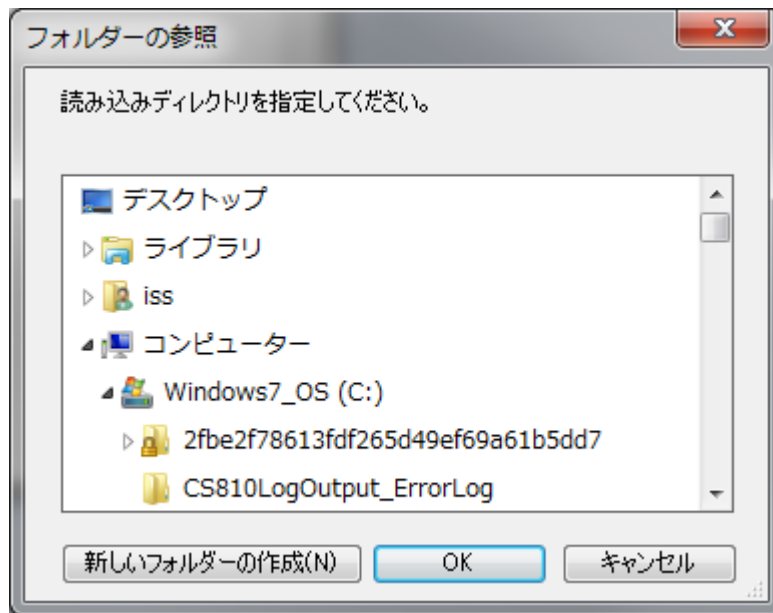 フォルダーの参照
読み込みディレクトリを指定してください。
デスクトップ
ライブラリ
iss
コンピューター
Windows7_OS (C:)
2fbe2f78613fdf265d49ef69a61b5dd7
CS810LogOutput_ErrorLog
新しいフォルダーの作成(N)
OK
キャンセル